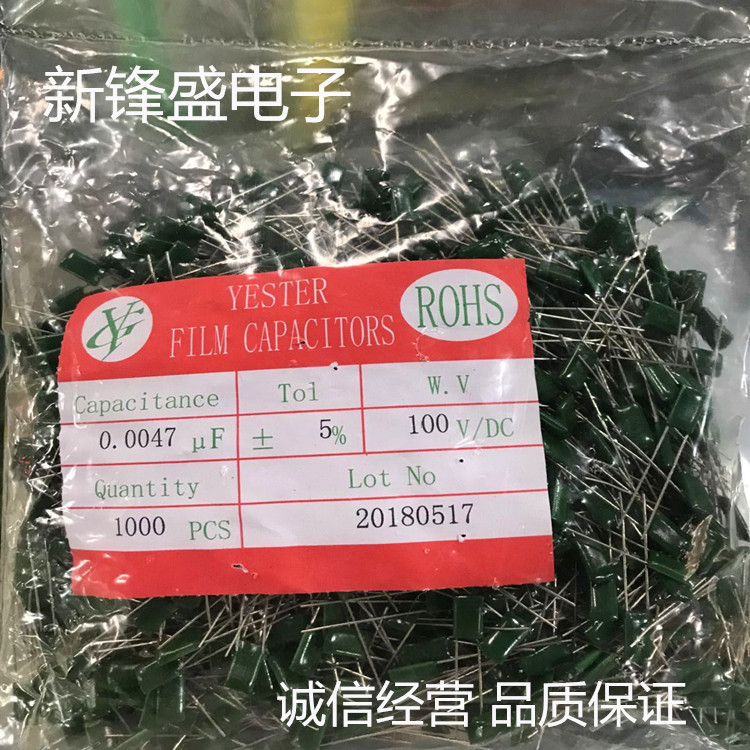 新锋盛电子
YESTER
FILM CAPACITORS
ROHS
Capacitance Tol W.V
0.0047 μF ± 5% 100 V/DC
Quantity Lot No
1000 PCS 20180517
诚信经营 品质保证